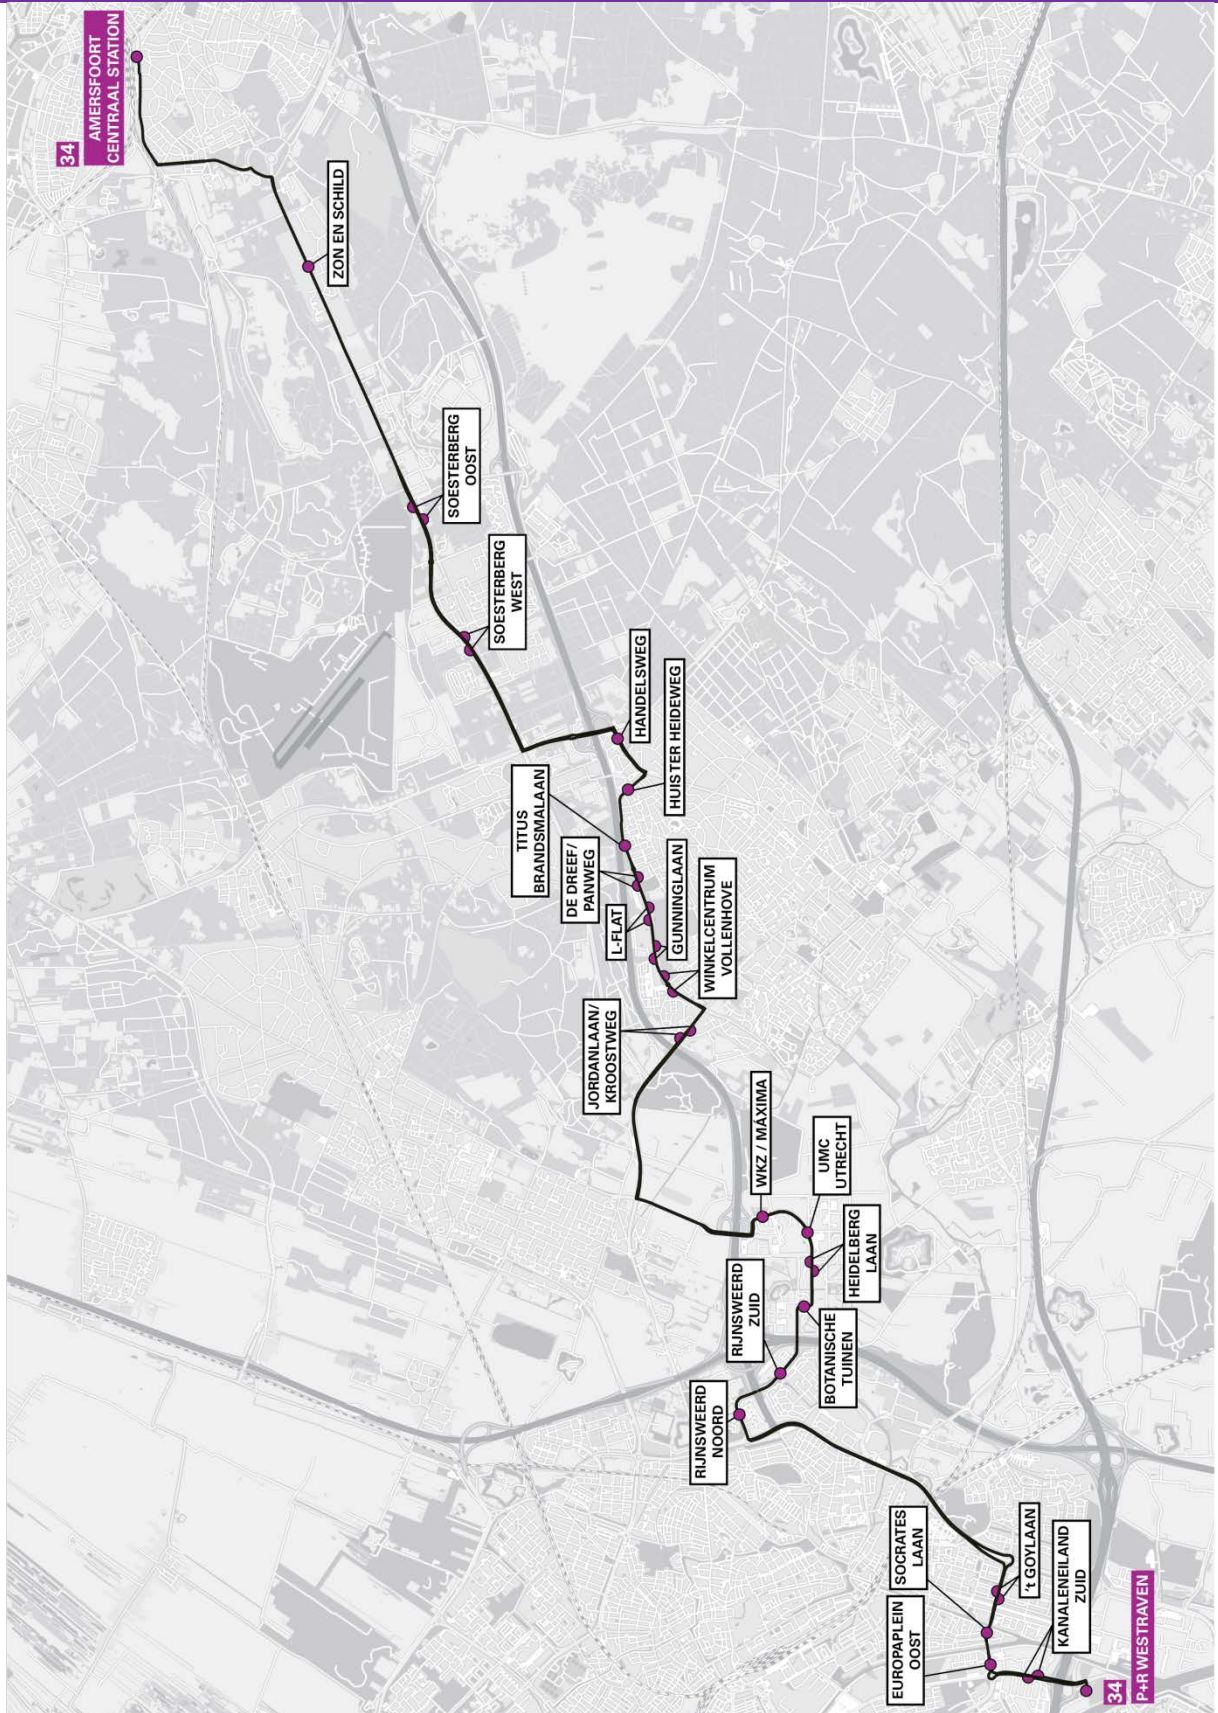 34
AMERSFOORT
CENTRAAL STATION
ZON EN SCHILD
SOESTERBERG
OOST
SOESTERBERG
WEST
HANDELSWEG
HUIS TER HEIDEWEG
TITUS
BRANDSMALAAN
DE DREEF/
PANWEG
L-FLAT
GUNNINGLAAN
WINKELCENTRUM
VOLLENHOVE
JORDANLAAN/
KROOSTWEG
WKZ / MÁXIMA
UMC
UTRECHT
HEIDELBERG
LAAN
BOTANISCHE
TUINEN
RIJNSWEERD
ZUID
RIJNSWEERD
NOORD
't GOYLAAN
SOCRATES
LAAN
EUROPAPLEIN
OOST
KANALENEILAND
ZUID
34
P+R WESTRAVEN